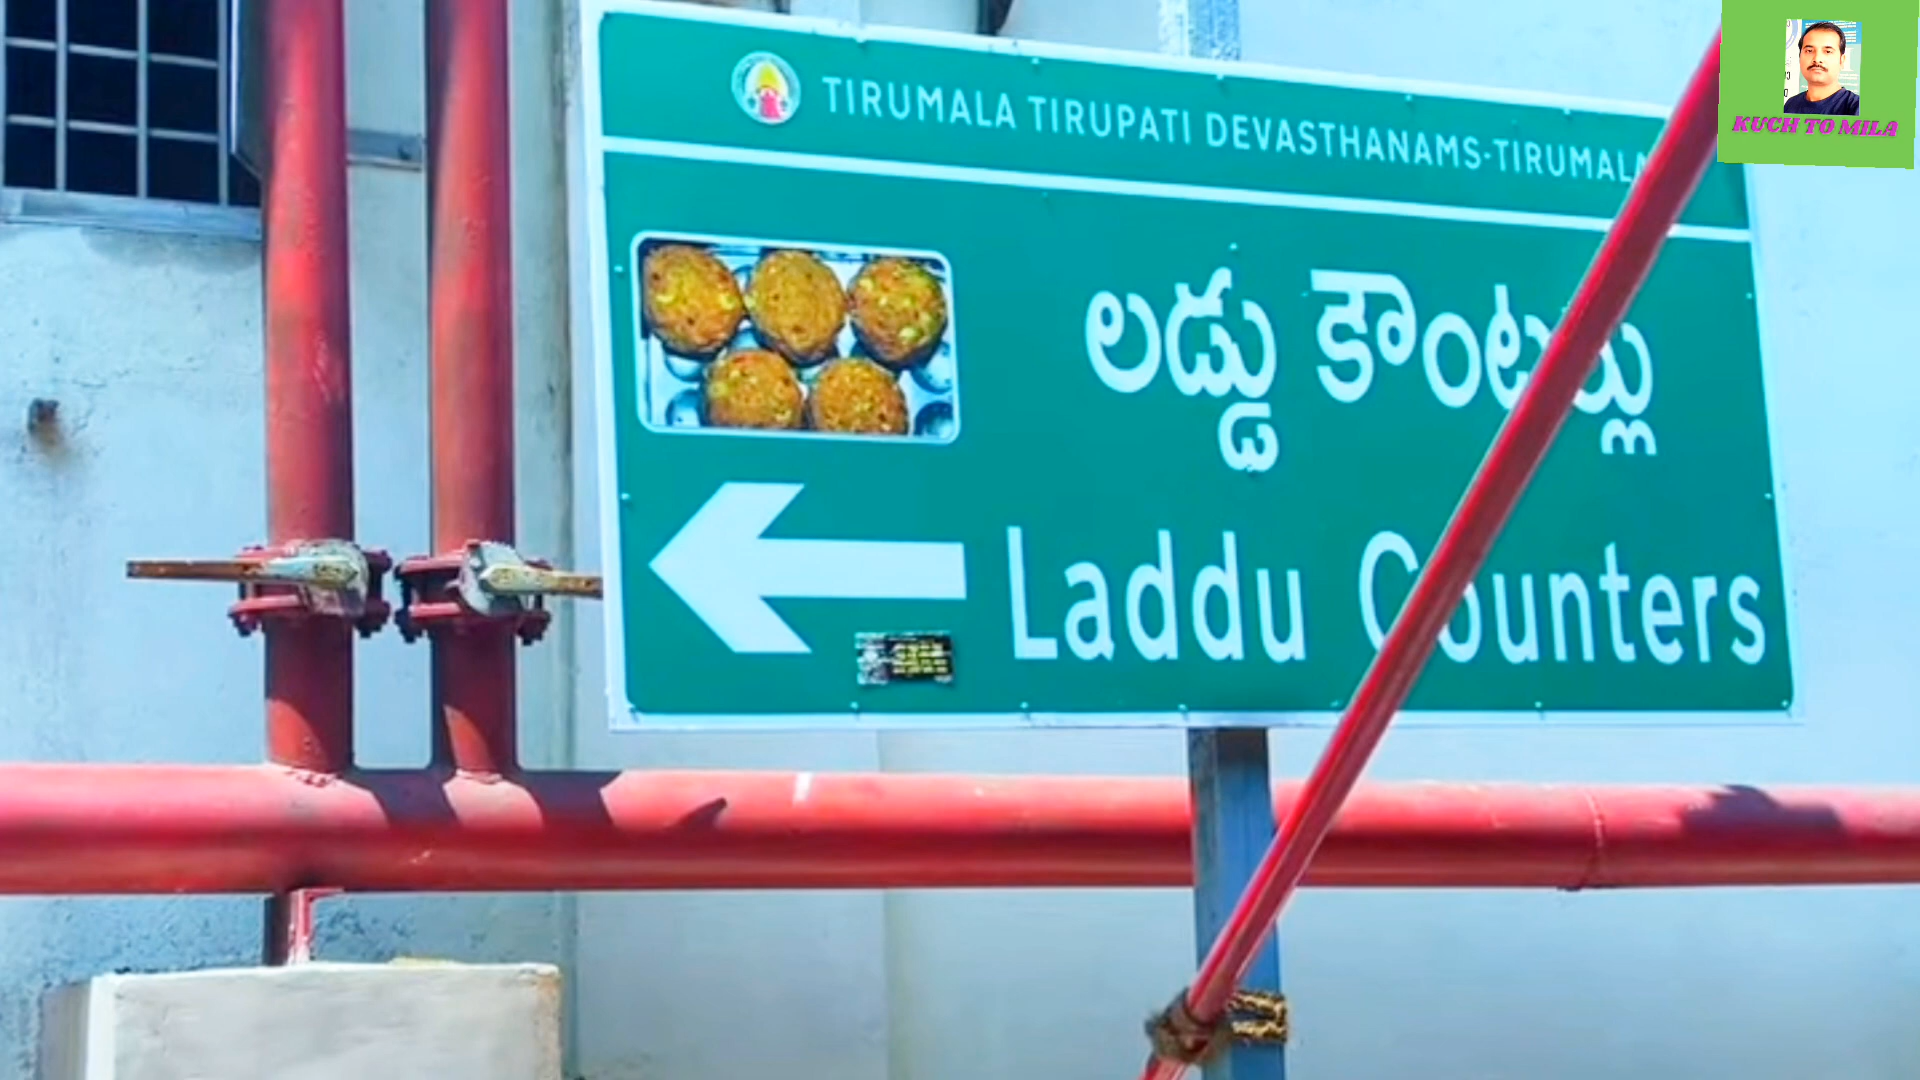 TIRUMALA TIRUPATI DEVASTHANAMS-TIRUMALA
KUCH TO MILA
లడ్డు కౌంటర్లు
Laddu Counters